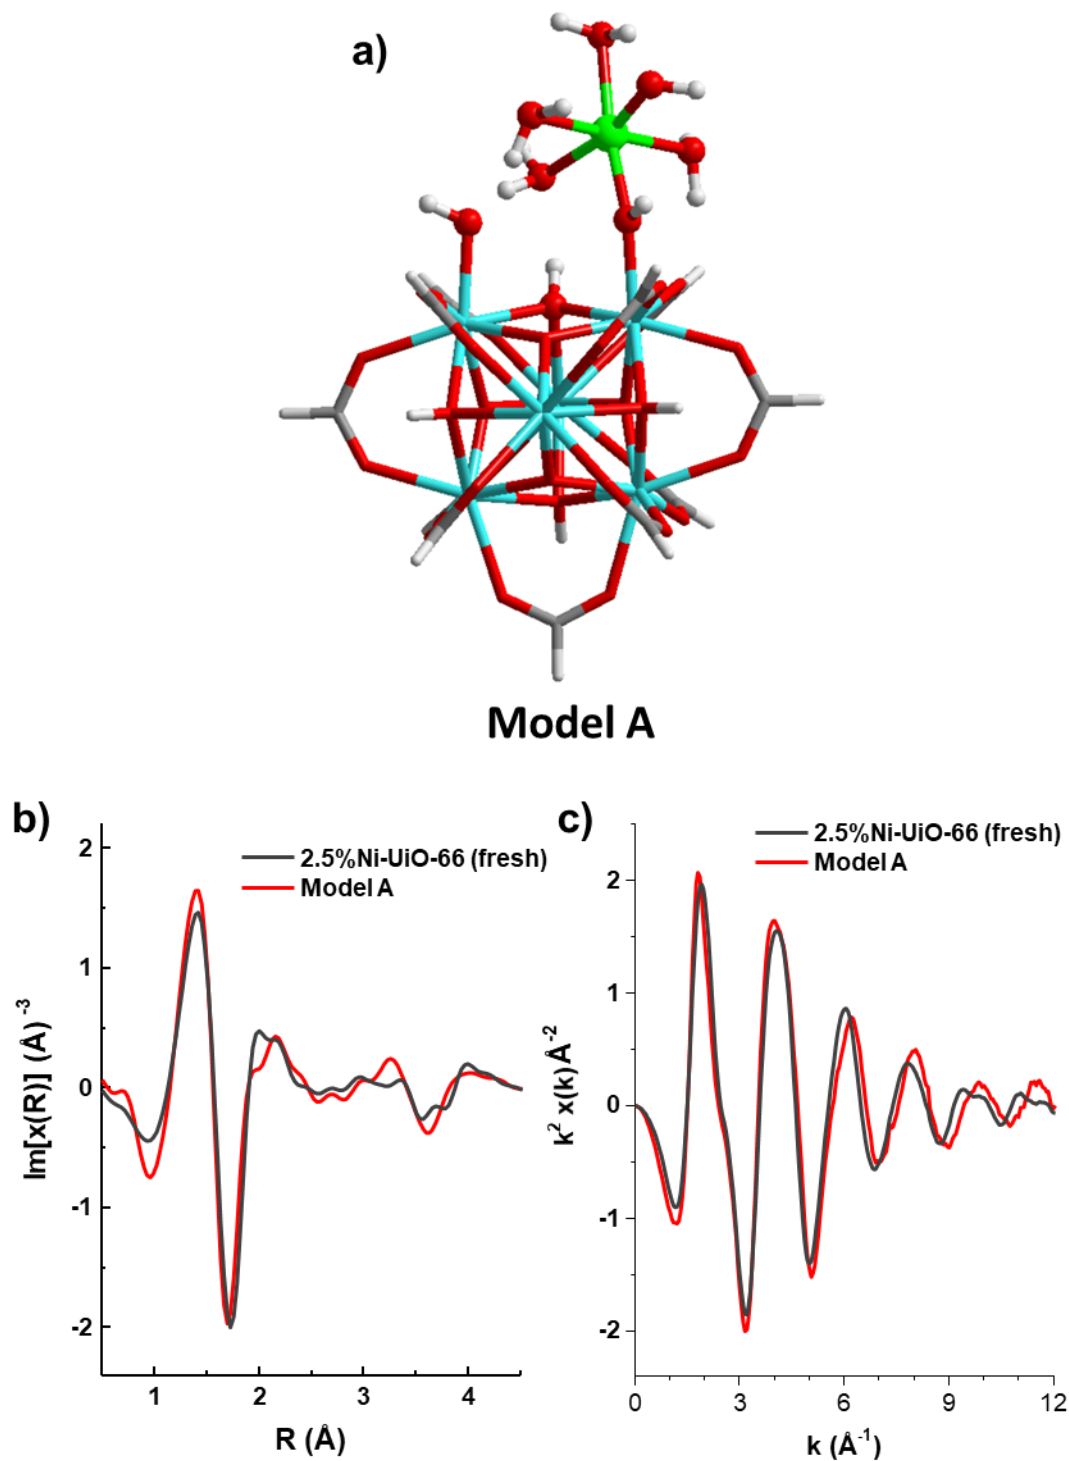 a)
Model A
b)
2.5%Ni-UiO-66 (fresh)
Model A
Im[x(R)] (Å)-3
2
1
0
-1
-2
1
2
3
4
R (Å)
c)
2.5%Ni-UiO-66 (fresh)
Model A
k2 x(k)Å-2
2
1
0
-1
-2
0
3
6
9
12
k (Å-1)